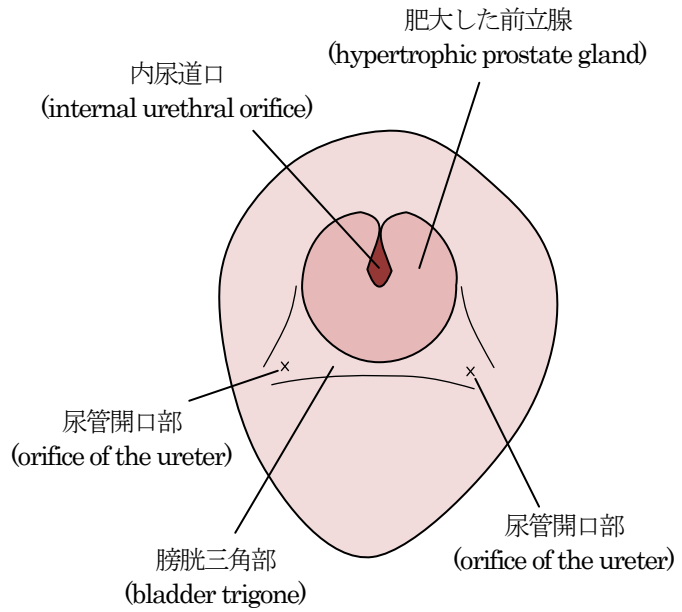 肥大した前立腺
(hypertrophic prostate gland)
内尿道口
(internal urethral orifice)
尿管開口部
(orifice of the ureter)
尿管開口部
(orifice of the ureter)
膀胱三角部
(bladder trigone)